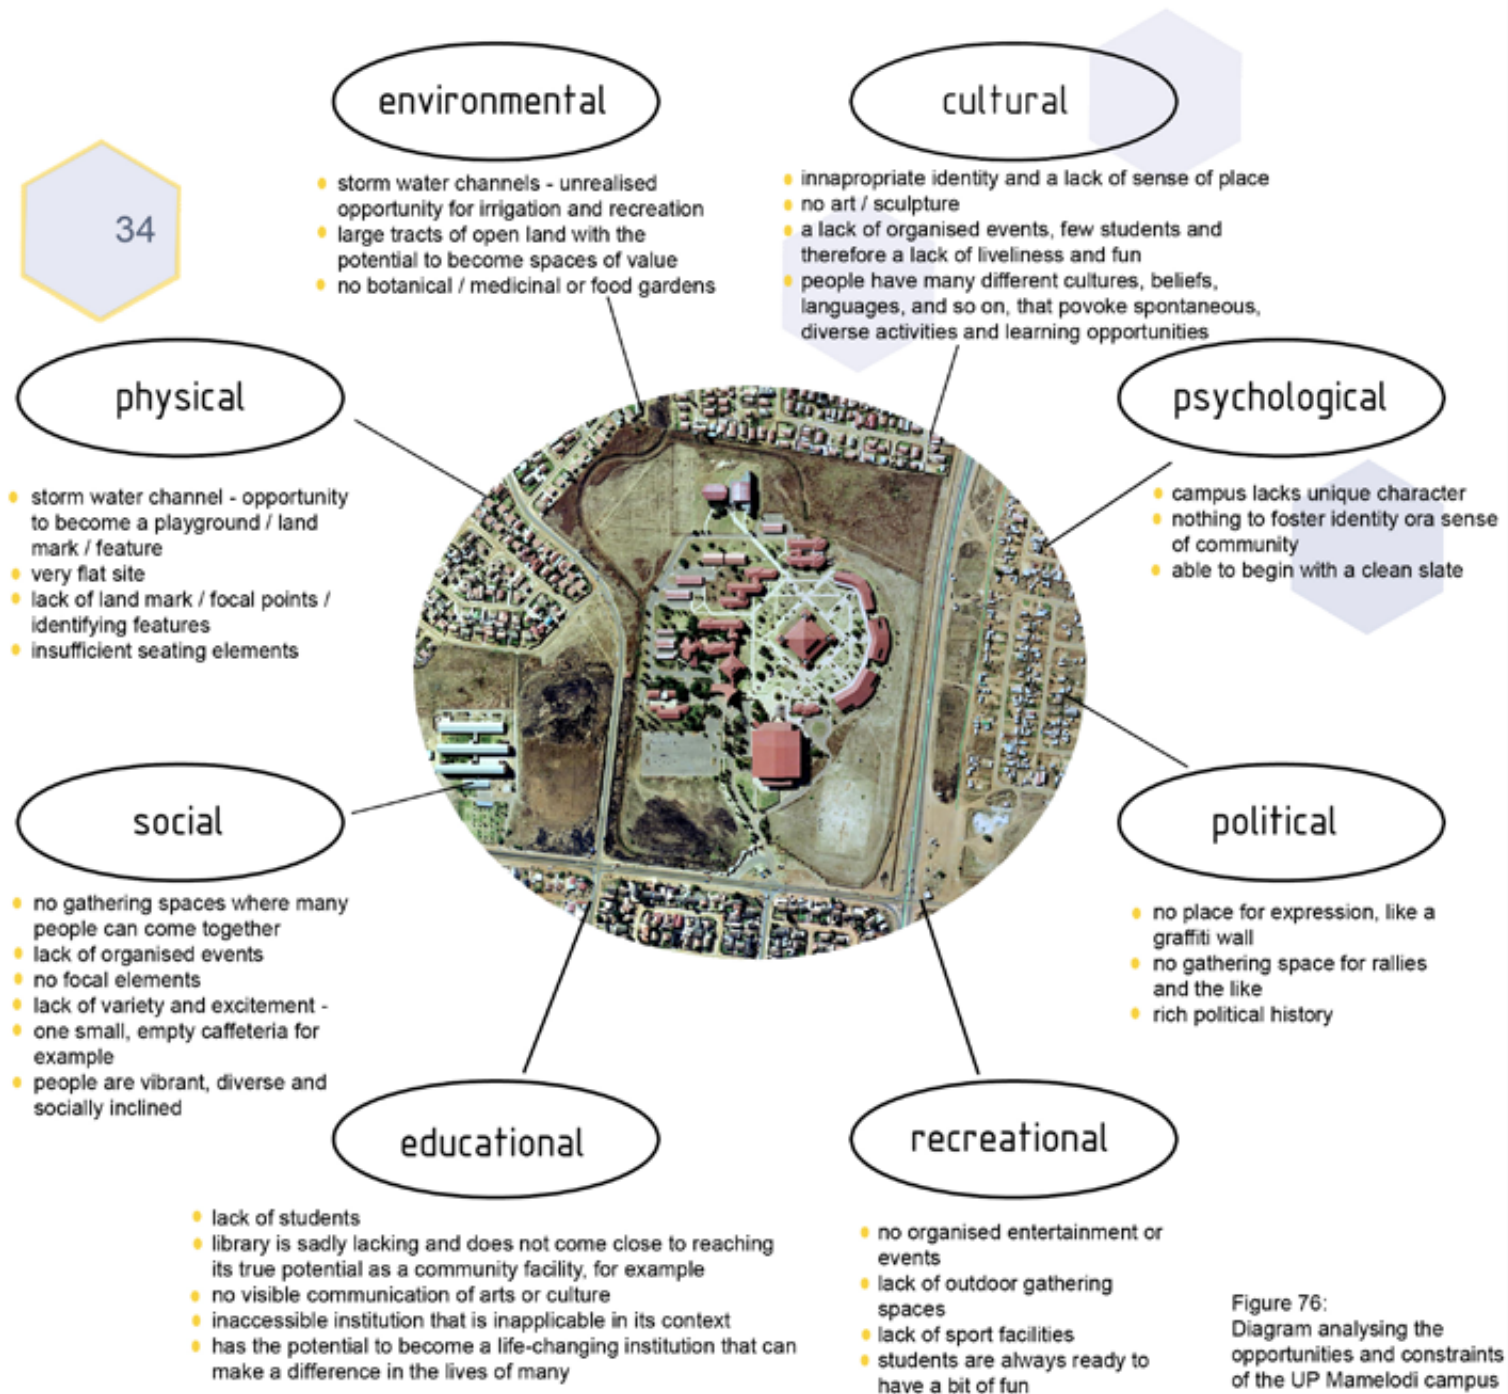 environmental
storm water channels - unrealised
opportunity for irrigation and recreation
large tracts of open land with the
potential to become spaces of value
no botanical / medicinal or food gardens
cultural
innapropriate identity and a lack of sense of place
no art / sculpture
a lack of organised events, few students and
therefore a lack of liveliness and fun
people have many different cultures, beliefs,
languages, and so on, that povoke spontaneous,
diverse activities and learning opportunities
34
physical
storm water channel - opportunity
to become a playground / land
mark / feature
very flat site
lack of land mark / focal points /
identifying features
insufficient seating elements
psychological
campus lacks unique character
nothing to foster identity ora sense
of community
able to begin with a clean slate
social
no gathering spaces where many
people can come together
lack of organised events
no focal elements
lack of variety and excitement -
one small, empty caffeteria for
example
people are vibrant, diverse and
socially inclined
political
no place for expression, like a
graffiti wall
no gathering space for rallies
and the like
rich political history
educational
lack of students
library is sadly lacking and does not come close to reaching
its true potential as a community facility, for example
no visible communication of arts or culture
inaccessible institution that is inapplicable in its context
has the potential to become a life-changing institution that can
make a difference in the lives of many
recreational
no organised entertainment or
events
lack of outdoor gathering
spaces
lack of sport facilities
students are always ready to
have a bit of fun
Figure 76:
Diagram analysing the
opportunities and constraints
of the UP Mamelodi campus